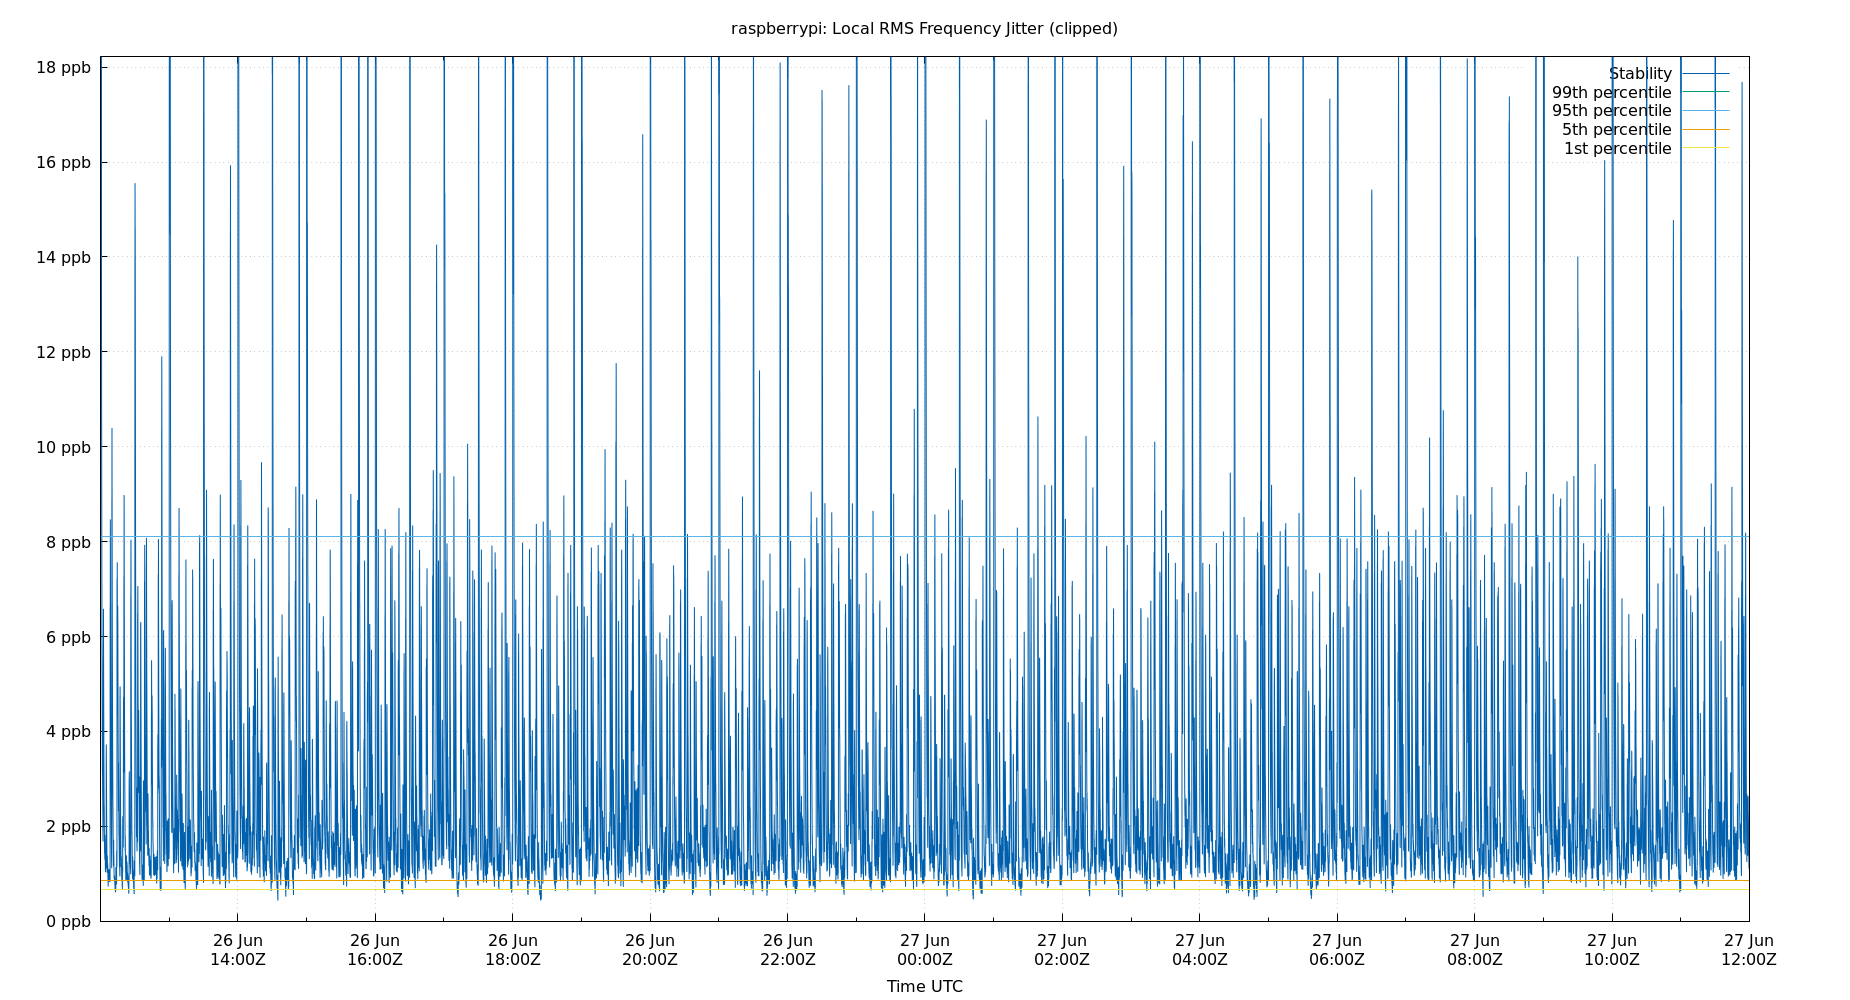 raspberrypi: Local RMS Frequency Jitter (clipped)
18 ppb
16 ppb
14 ppb
12 ppb
10 ppb
8 ppb
6 ppb
4 ppb
2 ppb
0 ppb
Stability
99th percentile
95th percentile
5th percentile
1st percentile
26 Jun 14:00Z
26 Jun 16:00Z
26 Jun 18:00Z
26 Jun 20:00Z
26 Jun 22:00Z
27 Jun 00:00Z
27 Jun 02:00Z
27 Jun 04:00Z
27 Jun 06:00Z
27 Jun 08:00Z
27 Jun 10:00Z
27 Jun 12:00Z
Time UTC